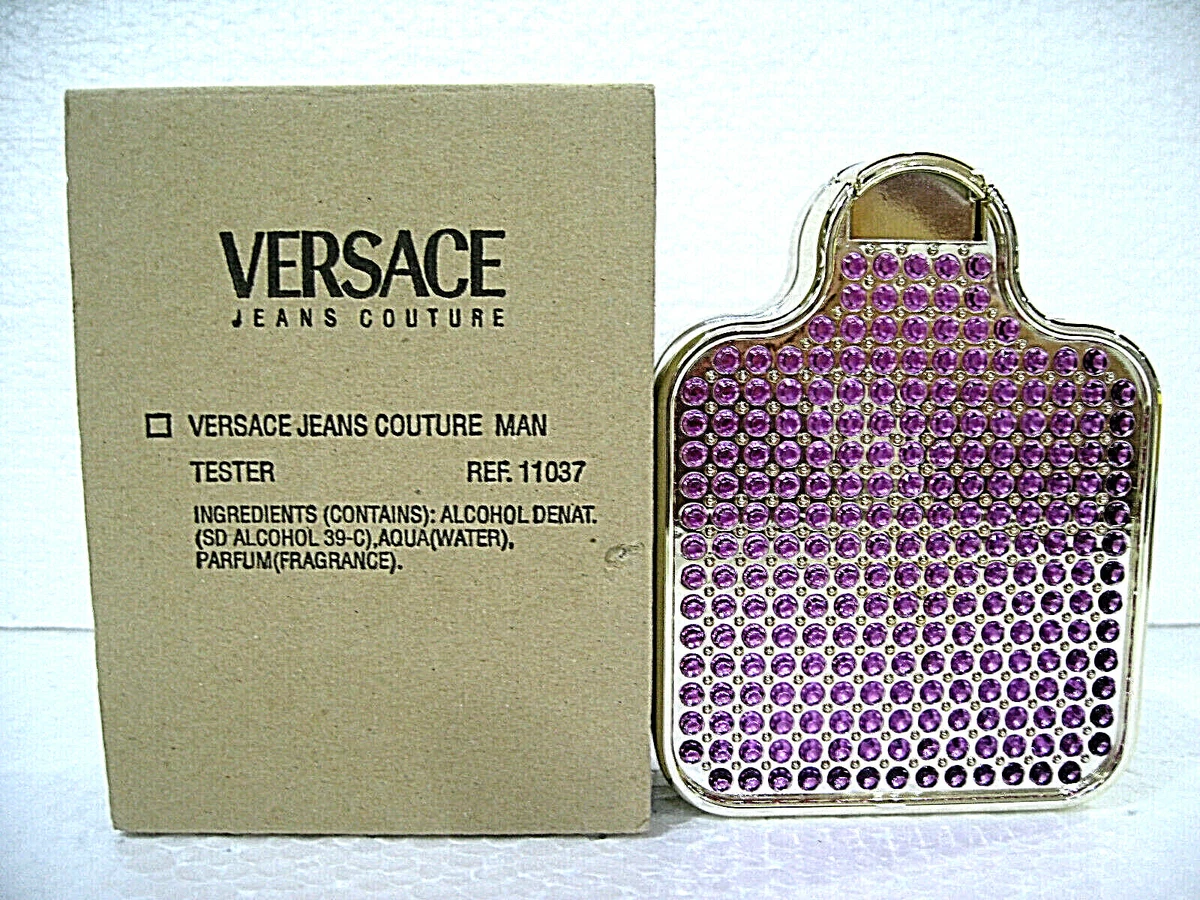 VERSACE
JEANS COUTURE
VERSACE JEANS COUTURE MAN
TESTER REF. 11037
INGREDIENTS (CONTAINS): ALCOHOL DENAT.
(SD ALCOHOL 39-C),AQUA(WATER),
PARFUM(FRAGRANCE).